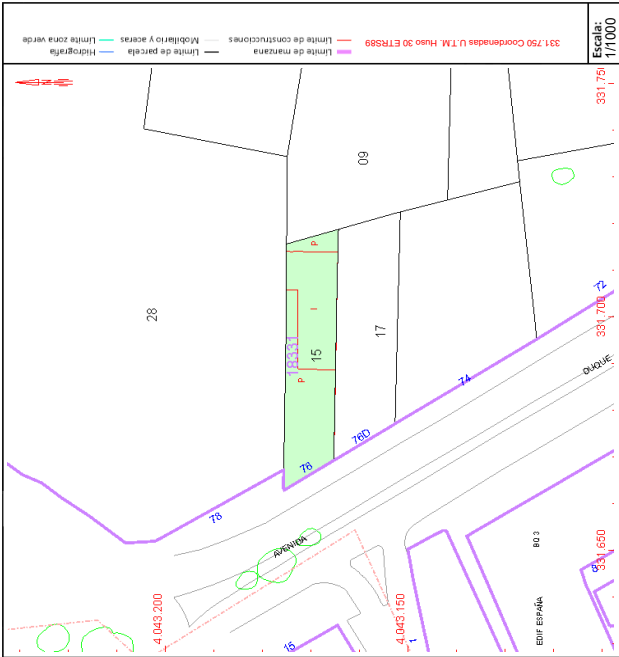 Límite de manzana
Límite de construcciones
Límite de parcela
Mobiliario y aceras
Hidrografía
Límite zona verde
331.750 Coordenadas U.T.M. Huso 30 ETRS89
Escala:
1/1000
331.750
09
28
P
I
18331
15
17
P
72
331.700
74
DUQUE
76D
76
78
AVENIDA
BQ 3
331.650
4.043.200
4.043.150
EDIF ESPAÑA
1
15